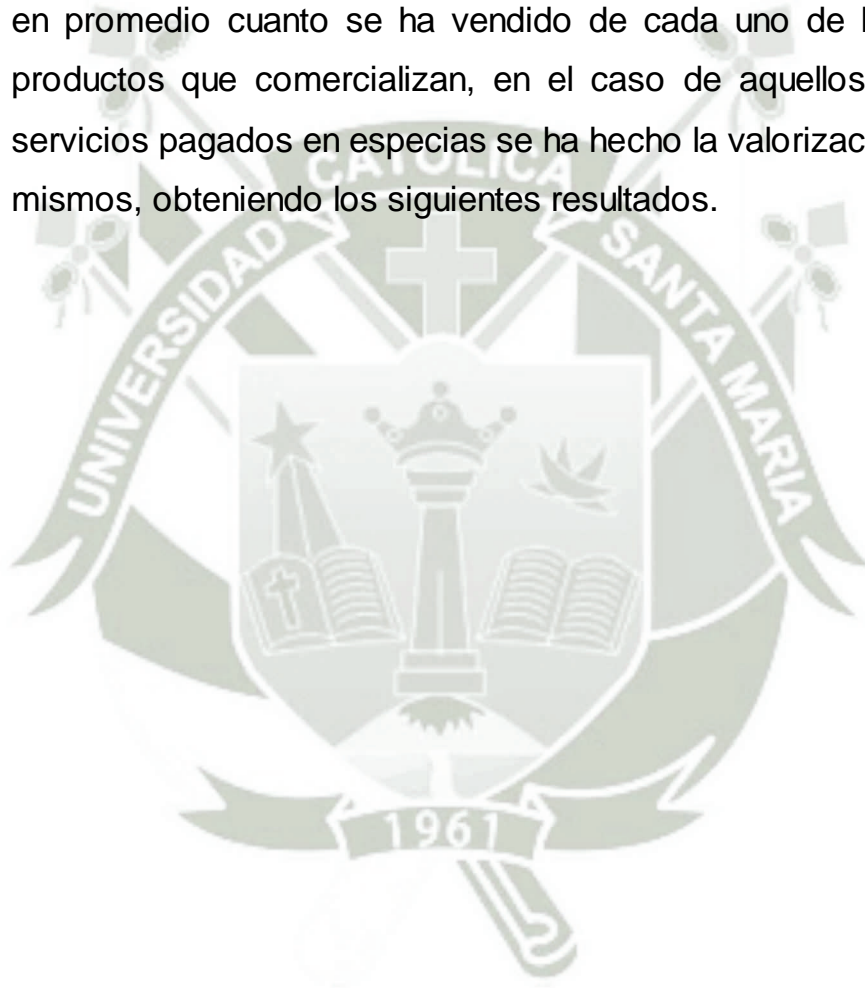 en promedio cuanto se ha vendido de cada uno de
productos que comercializan, en el caso de aquellos
servicios pagados en especias se ha hecho la valorizac
mismos, obteniendo los siguientes resultados.
UNIVERSIDAD CATOLICA SANTA MARIA
1961